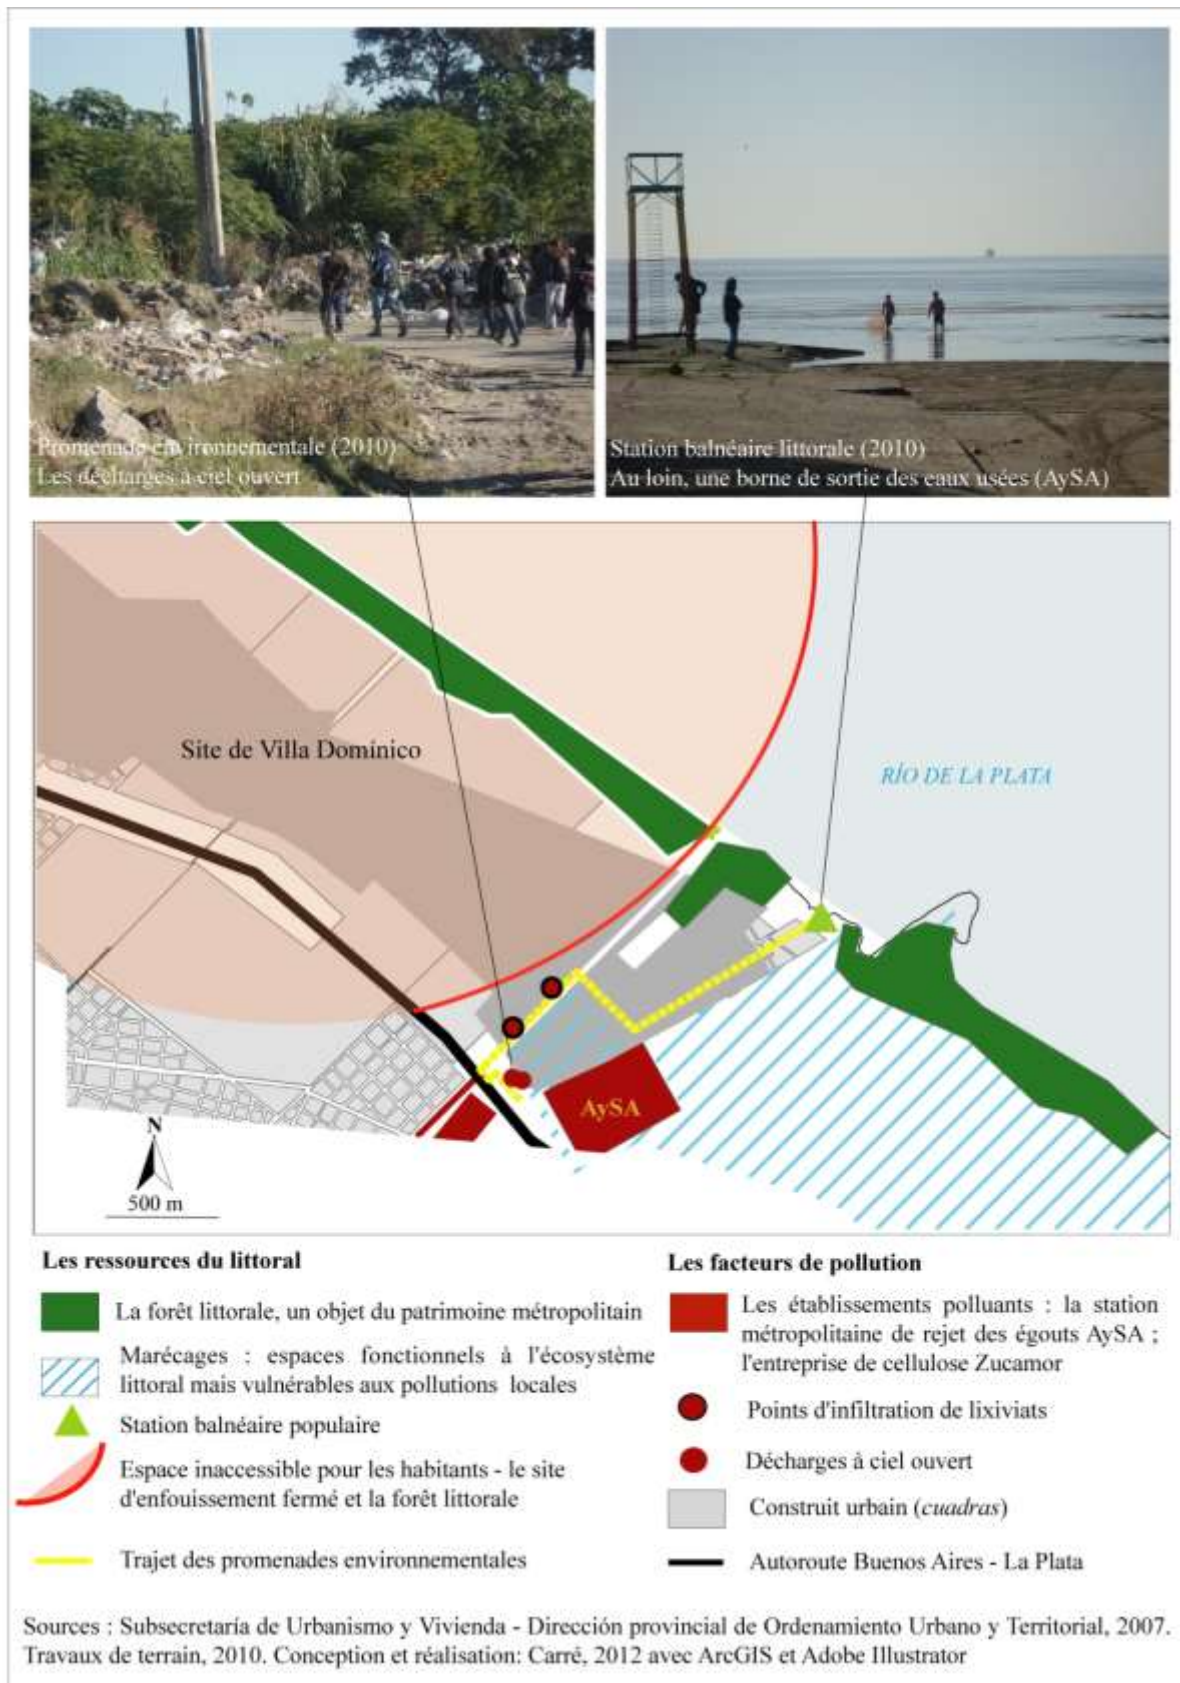 Promenade environnementale (2010)
Les décharges à ciel ouvert
Station balnéaire littorale (2010)
Au loin, une borne de sortie des eaux usées (AySA)
Site de Villa Domínico
RÍO DE LA PLATA
AySA
N
500 m
Les ressources du littoral
La forêt littorale, un objet du patrimoine métropolitain
Marécages : espaces fonctionnels à l'écosystème
littoral mais vulnérables aux pollutions locales
Station balnéaire populaire
Espace inaccessible pour les habitants - le site
d'enfouissement fermé et la forêt littorale
Trajet des promenades environnementales
Les facteurs de pollution
Les établissements polluants : la station
métropolitaine de rejet des égouts AySA ;
l'entreprise de cellulose Zucamor
Points d'infiltration de lixiviats
Décharges à ciel ouvert
Construit urbain (cuadras)
Autoroute Buenos Aires - La Plata
Sources : Subsecretaría de Urbanismo y Vivienda - Dirección provincial de Ordenamiento Urbano y Territorial, 2007.
Travaux de terrain, 2010. Conception et réalisation: Carré, 2012 avec ArcGIS et Adobe Illustrator